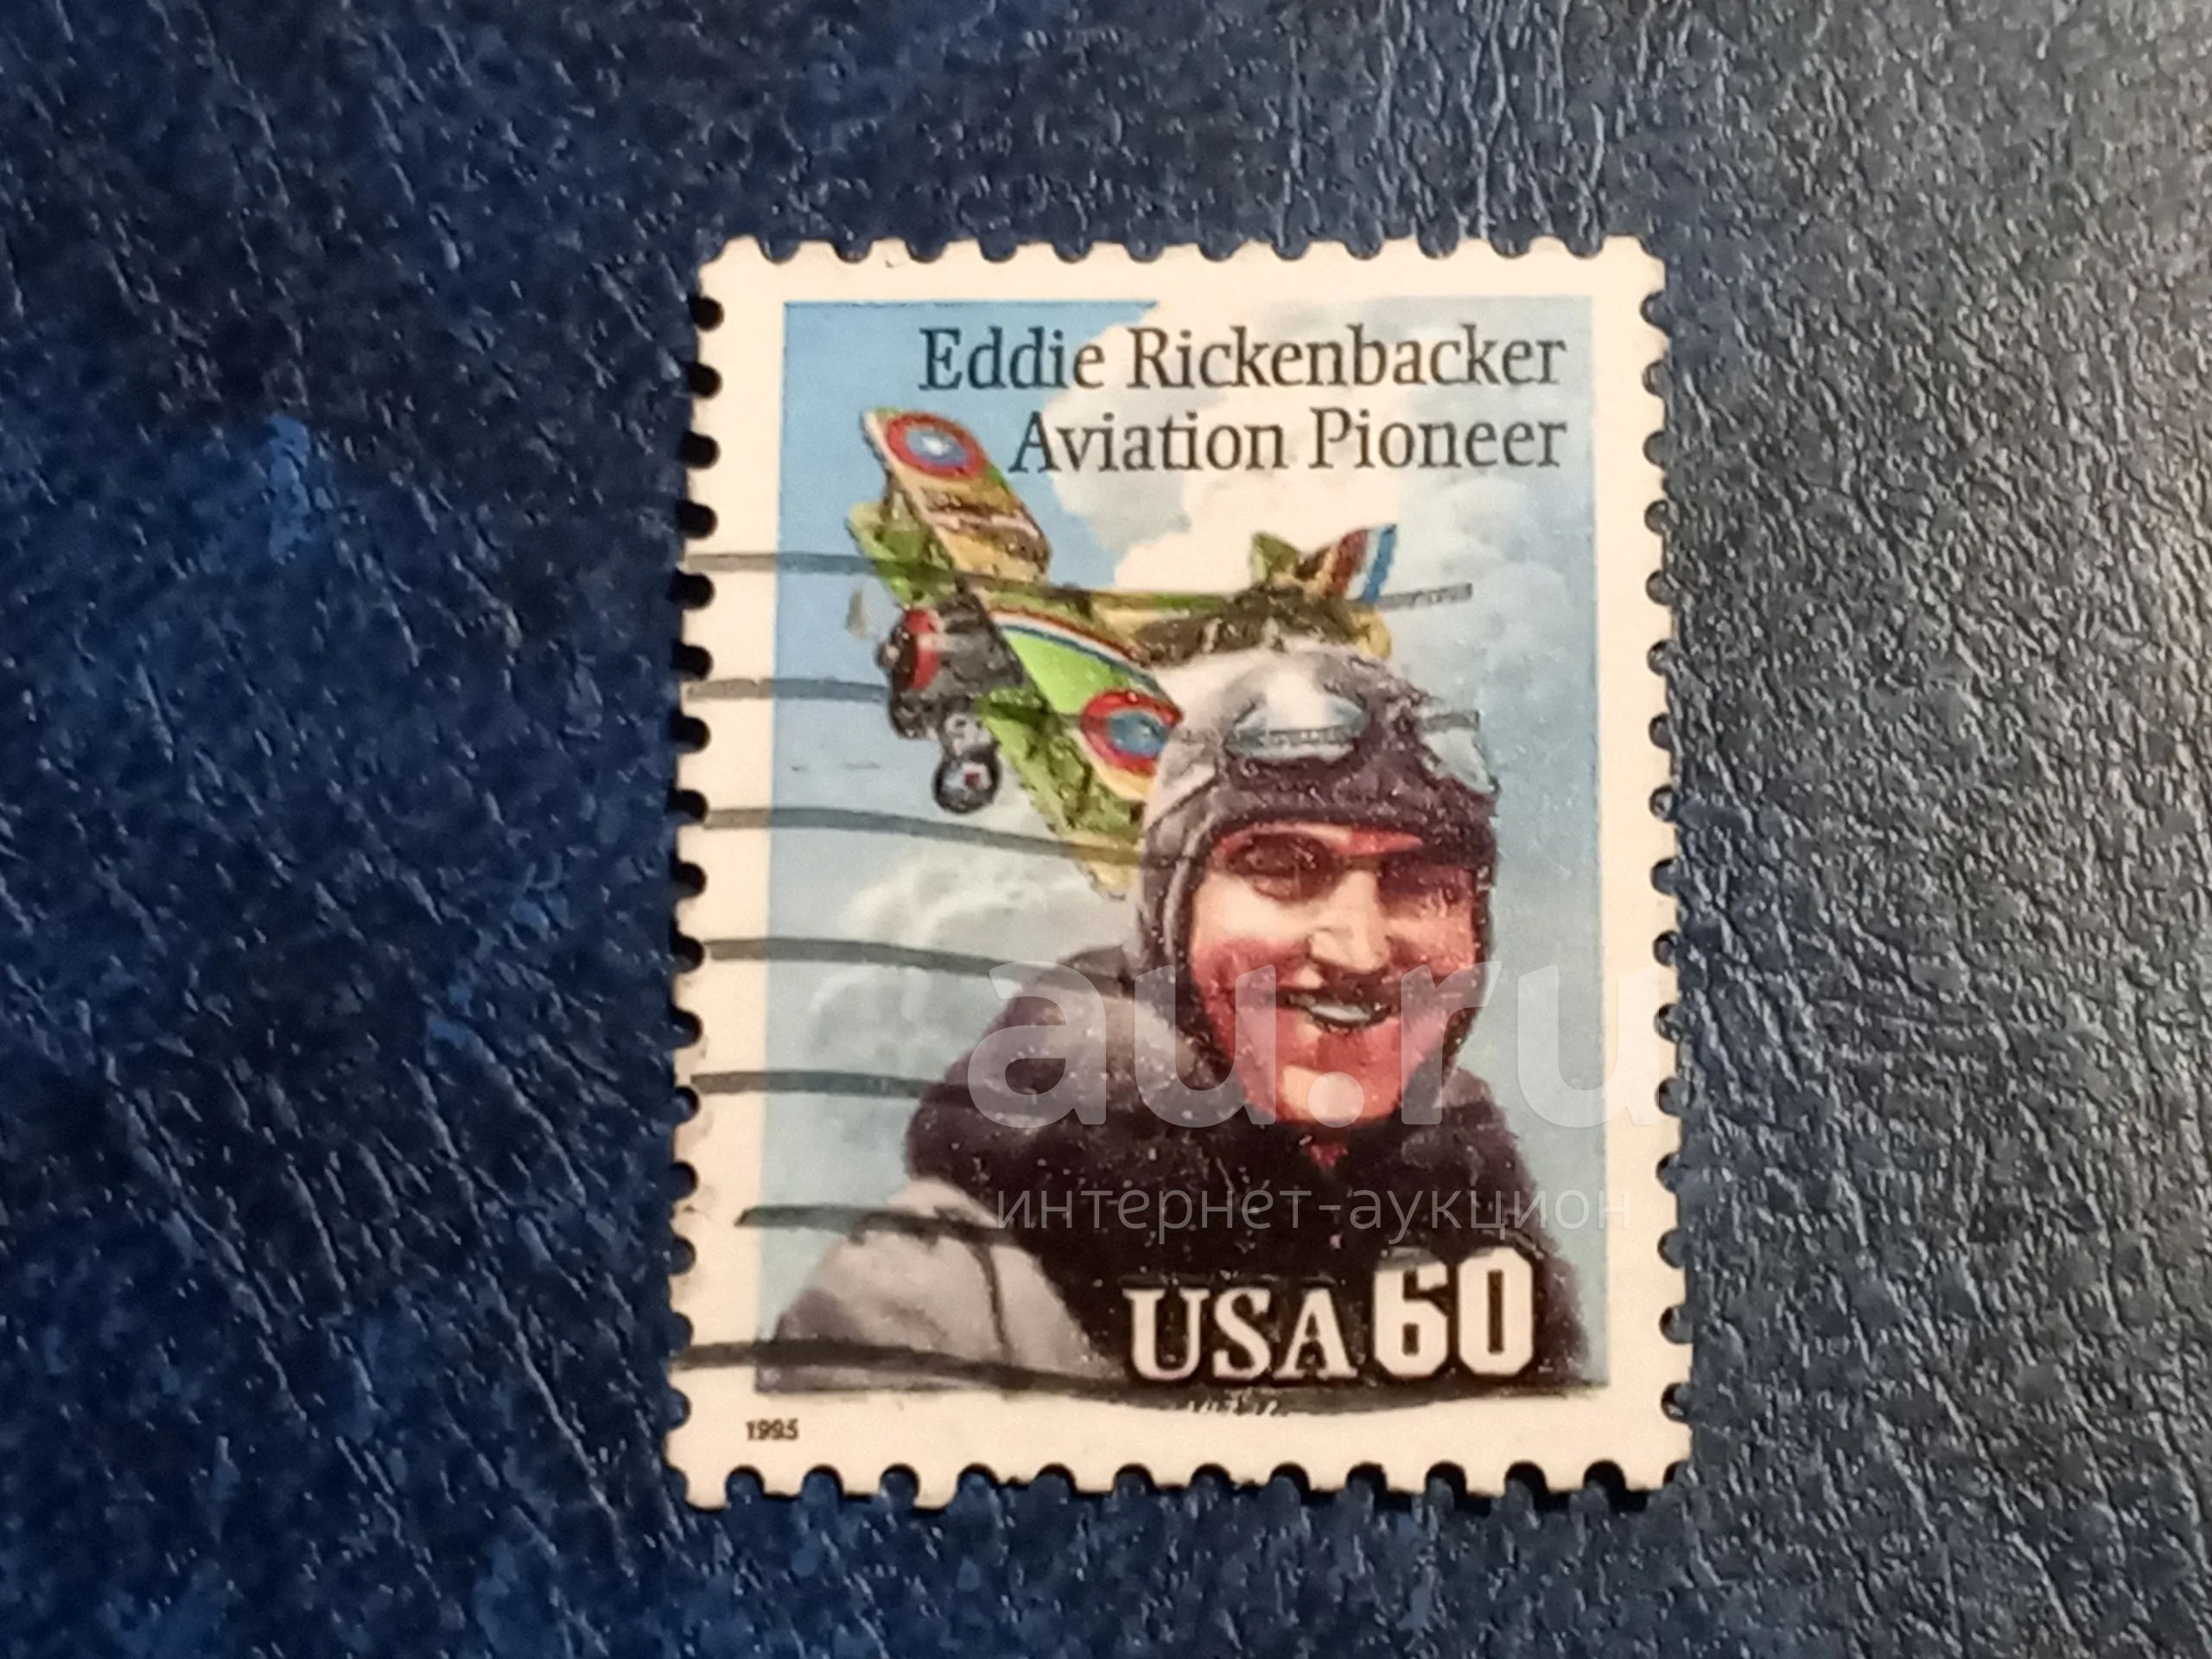 Eddie Rickenbacker
Aviation Pioneer
au.ru
интернет-аукцион
USA 60
1995